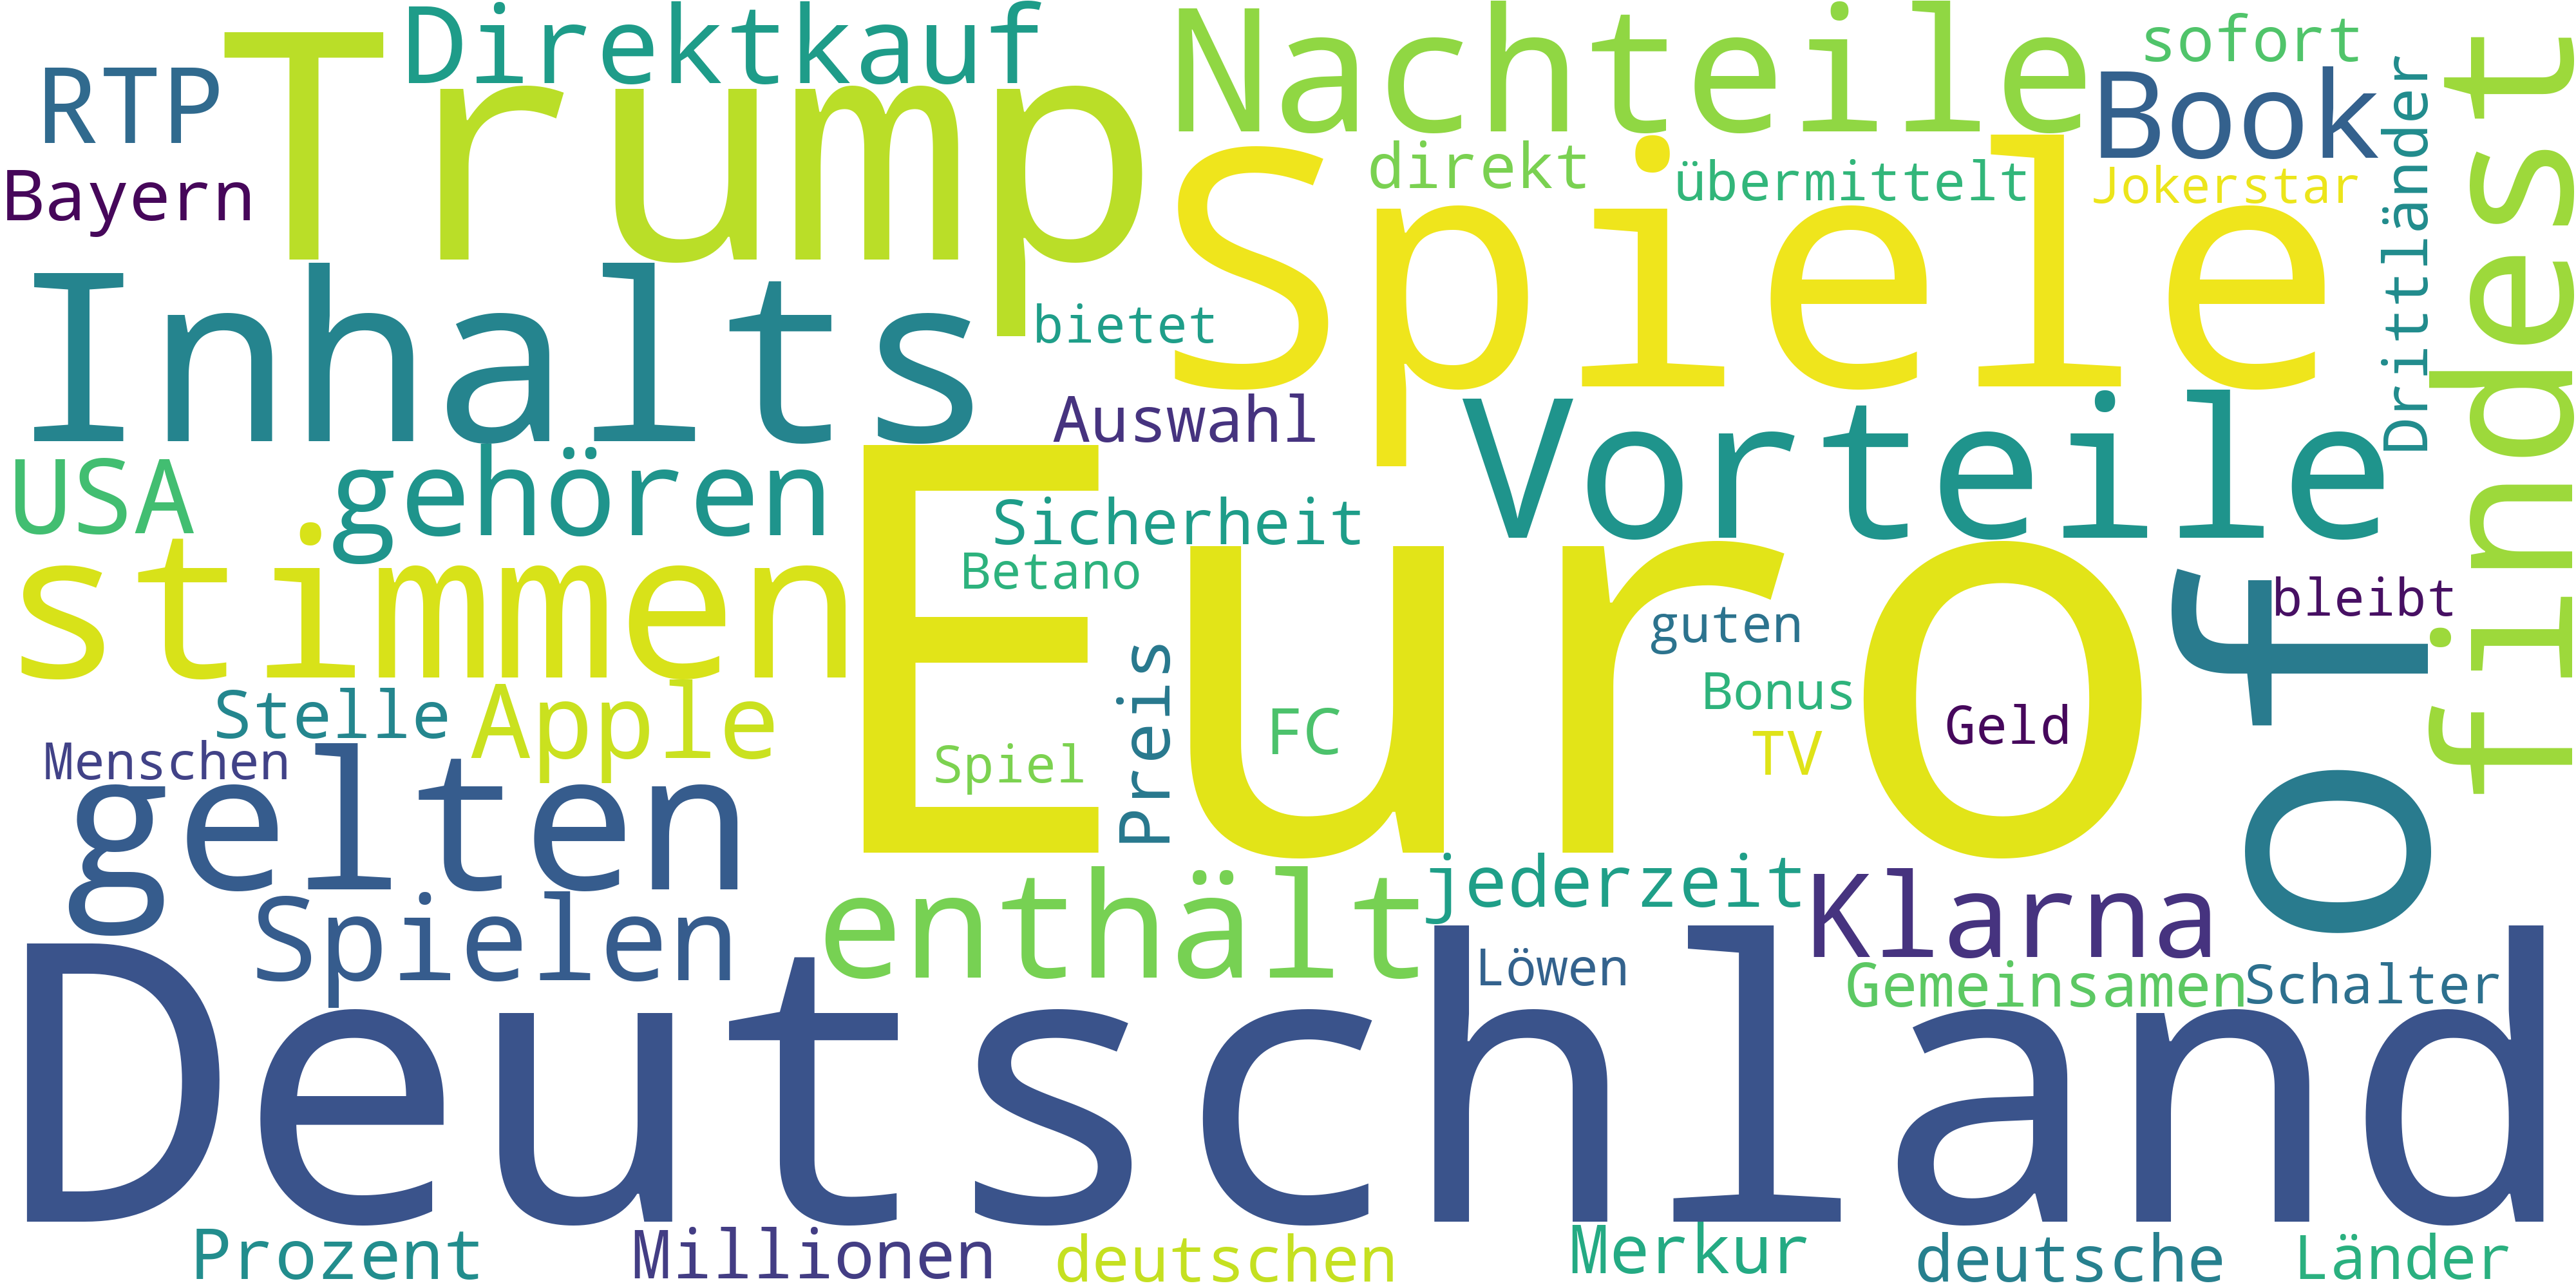 Direktkauf
Nachteile
sofort
RTP
Trump
Book
findest
Drittländer
Bayern
direkt
übermittelt
Jokerstar
Spiele
Inhalts
bietet
Auswahl
Vorteile
USA
gehören
Sicherheit
Euro
stimmen
Betano
of
bleibt
guten
Preis
Stelle
Apple
FC
Bonus
Geld
TV
Menschen
Spiel
gelten
Spielen
enthält
jederzeit
Klarna
Löwen
Gemeinsamen
Schalter
Deutschland
Prozent
Millionen
deutschen
Merkur
deutsche
Länder